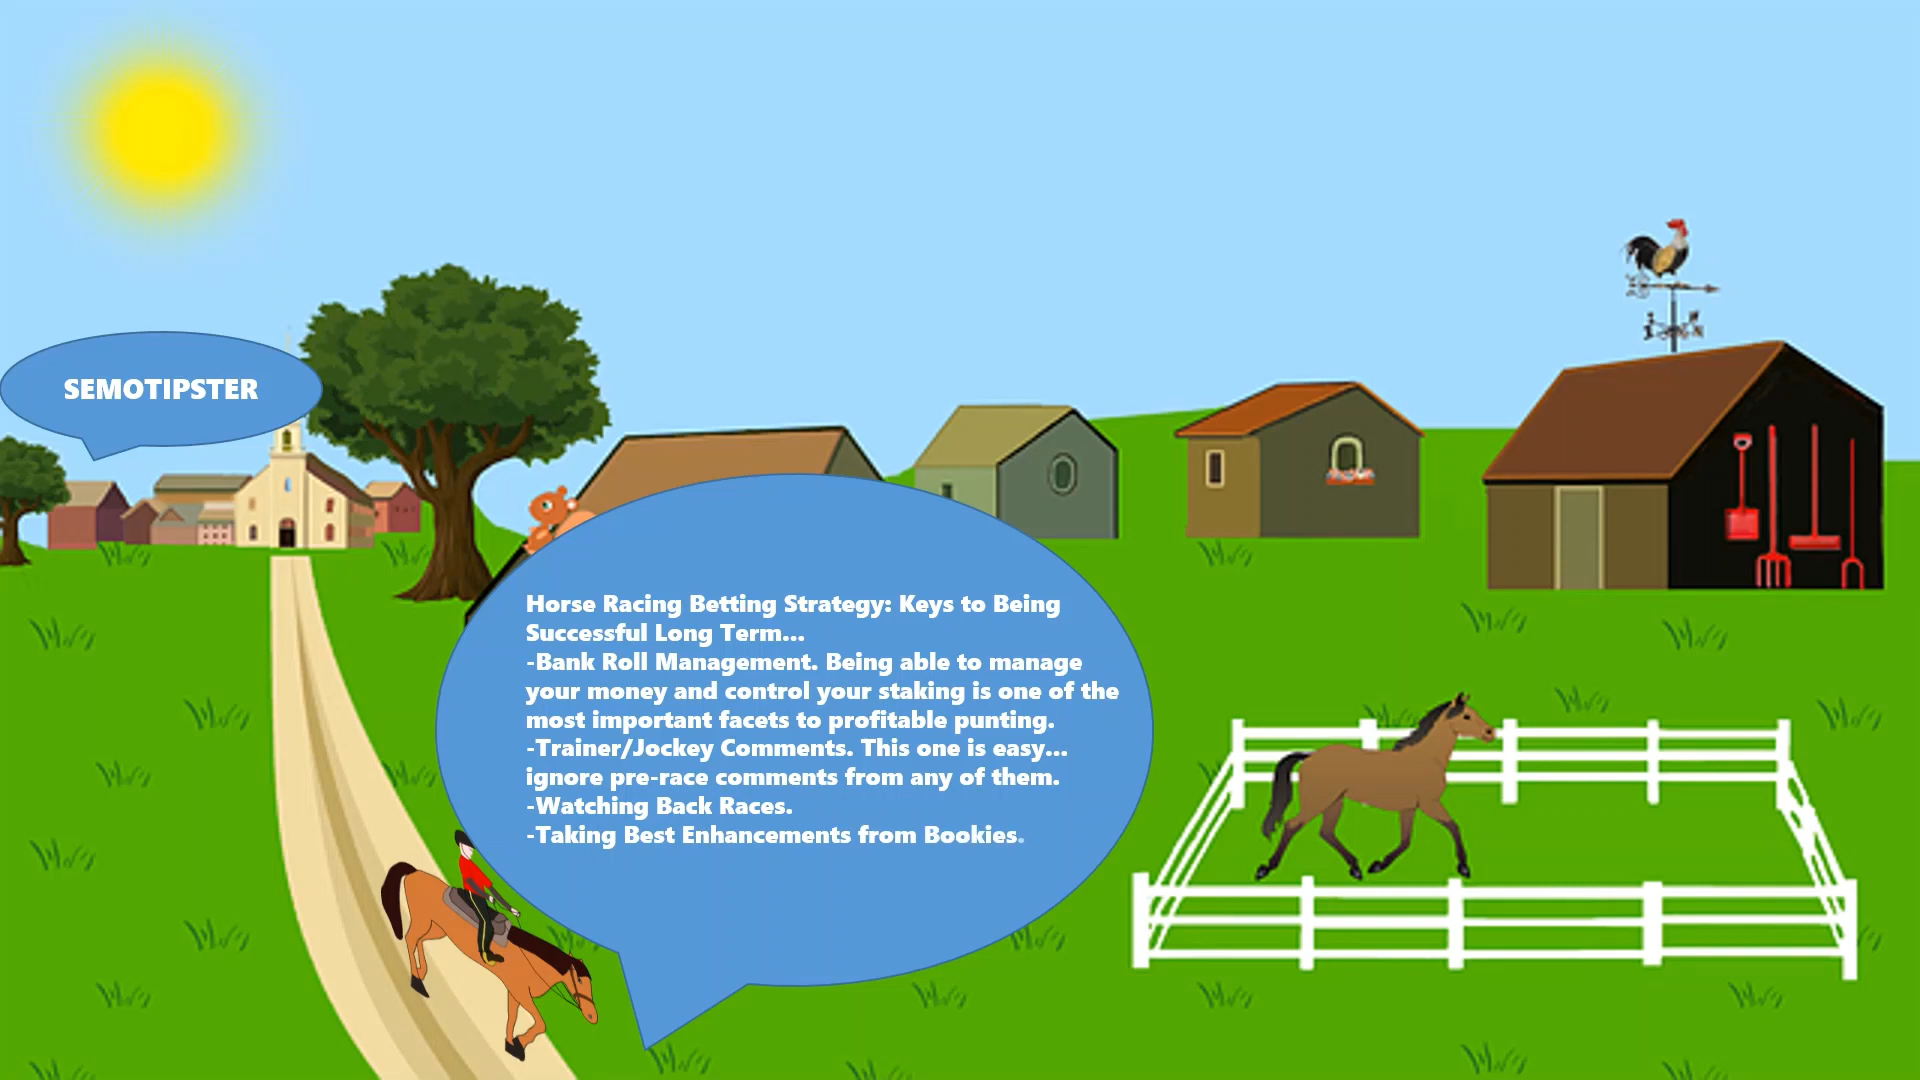 SEMOTIPSTER
Horse Racing Betting Strategy: Keys to Being
Successful Long Term...
-Bank Roll Management. Being able to manage
your money and control your staking is one of the
most important facets to profitable punting.
-Trainer/Jockey Comments. This one is easy...
ignore pre-race comments from any of them.
-Watching Back Races.
-Taking Best Enhancements from Bookies.